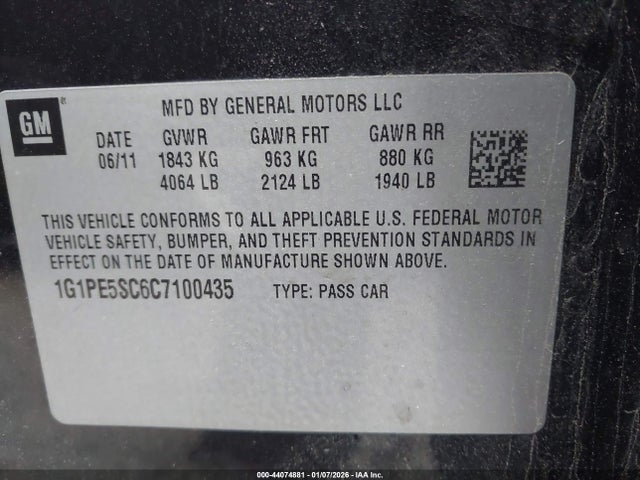 GM
MFD BY GENERAL MOTORS LLC
DATE GVWR GAWR FRT GAWR RR
06/11 1843 KG 963 KG 880 KG
4064 LB 2124 LB 1940 LB
THIS VEHICLE CONFORMS TO ALL APPLICABLE U.S. FEDERAL MOTOR
VEHICLE SAFETY, BUMPER, AND THEFT PREVENTION STANDARDS IN
EFFECT ON THE DATE OF MANUFACTURE SHOWN ABOVE.
1G1PE5SC6C7100435 TYPE: PASS CAR
000-44074881 - 01/07/2026 - IAA Inc.